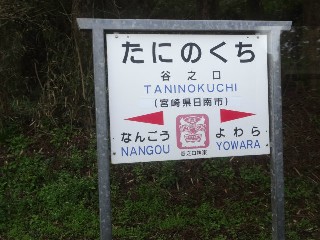 たにのくち
谷之口
TANINOKUCHI
(宮崎県日南市)
なんごう よわら
NANGOU YOWARA